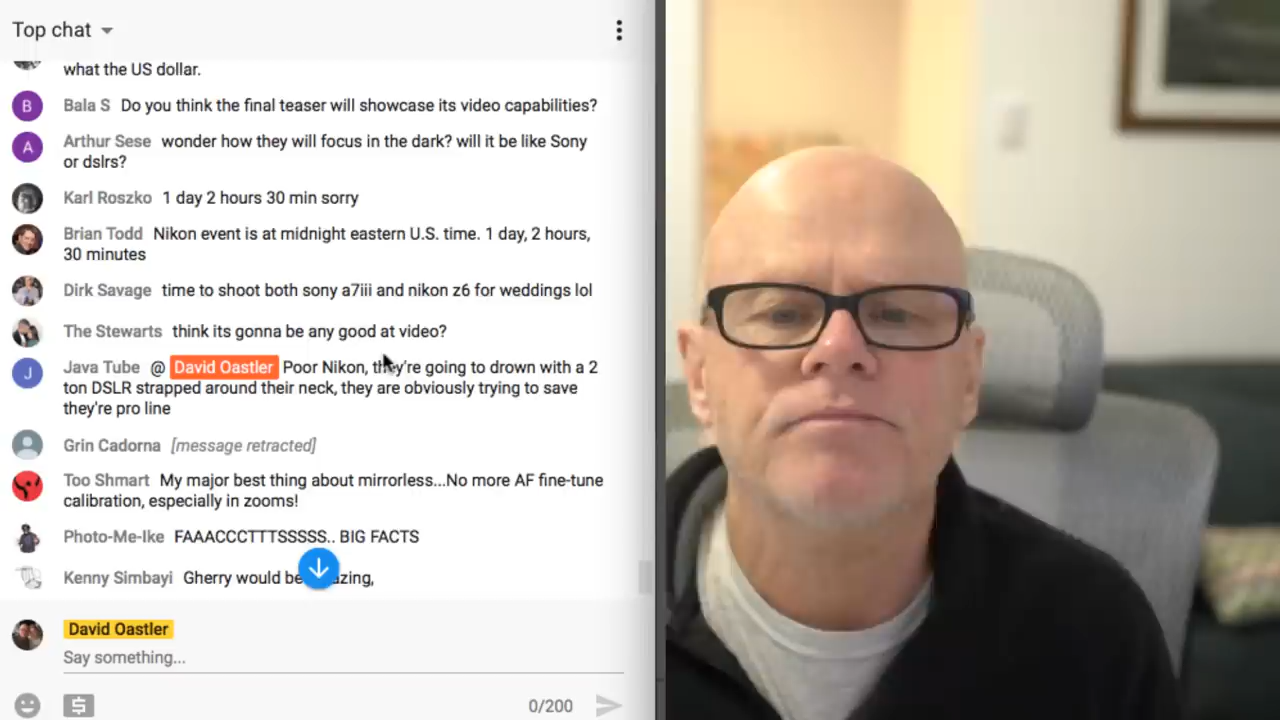 Top chat
what the US dollar.
B Bala S Do you think the final teaser will showcase its video capabilities?
A Arthur Sese wonder how they will focus in the dark? will it be like Sony
or dslrs?
Karl Roszko 1 day 2 hours 30 min sorry
Brian Todd Nikon event is at midnight eastern U.S. time. 1 day, 2 hours,
30 minutes
Dirk Savage time to shoot both sony a7iii and nikon z6 for weddings lol
The Stewarts think its gonna be any good at video?
J Java Tube @ David Oastler Poor Nikon, they're going to drown with a 2
ton DSLR strapped around their neck, they are obviously trying to save
they're pro line
Grin Cadorna [message retracted]
Too Shmart My major best thing about mirrorless...No more AF fine-tune
calibration, especially in zooms!
Photo-Me-Ike FAAACCCTTTSSSSS.. BIG FACTS
Kenny Simbayi Gherry would be
David Oastler
Say something...
0/200